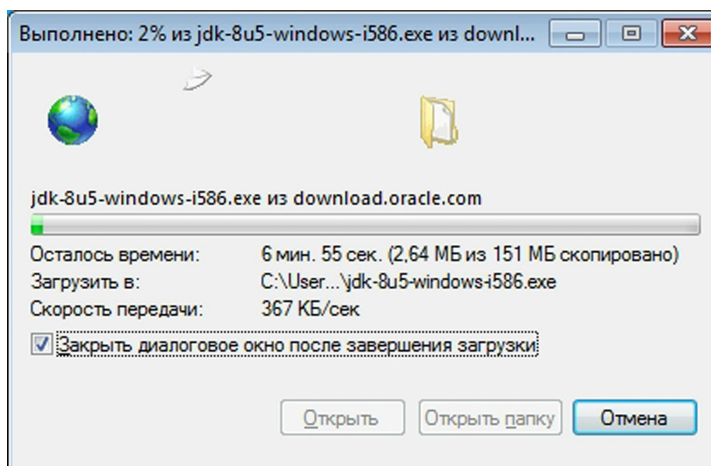 Выполнено: 2% из jdk-8u5-windows-i586.exe из downl...
jdk-8u5-windows-i586.exe из download.oracle.com
Осталось времени: 6 мин. 55 сек. (2,64 МБ из 151 МБ скопировано)
Загрузить в: C:\User...\jdk-8u5-windows-i586.exe
Скорость передачи: 367 КБ/сек
Закрыть диалоговое окно после завершения загрузки
Открыть Открыть папку Отмена